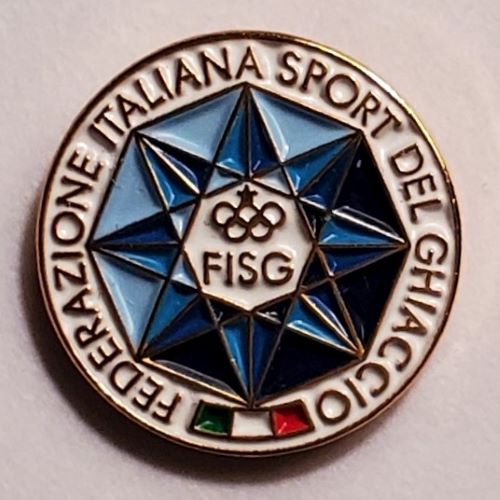 FEDERAZIONE ITALIANA SPORT DEL GHIACCIO
FISG